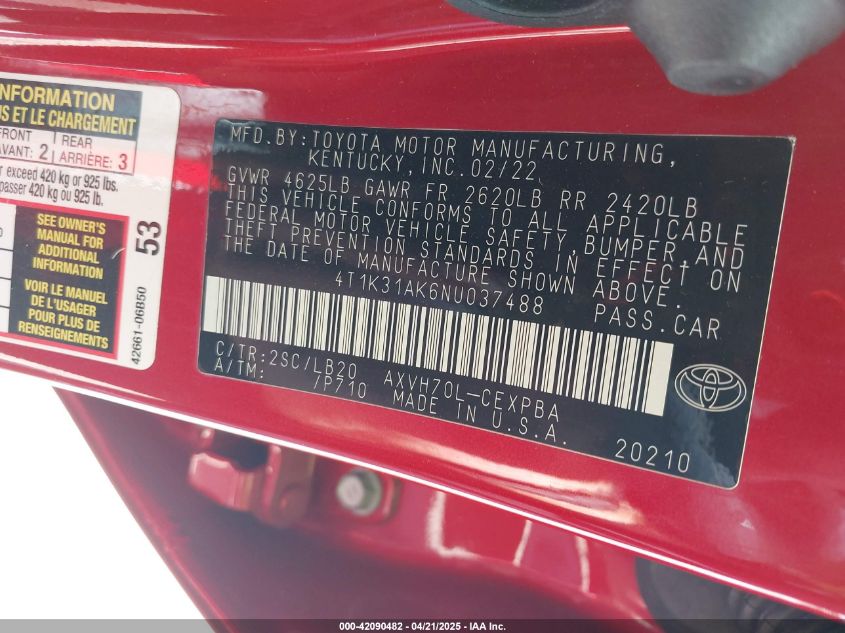 INFORMATION
US ET LE CHARGEMENT
FRONT
AVANT: 2
REAR
ARRIÈRE: 3
exceed 420 kg or 925 lbs.
passer 420 kg ou 925 lb.
SEE OWNER'S
MANUAL FOR
ADDITIONAL
INFORMATION
VOIR LE MANUEL
DE L'USAGER
POUR PLUS DE
RENSEIGNEMENTS
53
42661-06B50
MFD.BY:TOYOTA MOTOR MANUFACTURING,
KENTUCKY,INC.02/22
GVWR 4625LB GAWR FR 2620LB RR 2420LB
THIS VEHICLE CONFORMS TO ALL APPLICABLE
FEDERAL MOTOR VEHICLE SAFETY,BUMPER,AND
THEFT PREVENTION STANDARDS IN EFFECT ON
THE DATE OF MANUFACTURE SHOWN ABOVE.
4T1K31AK6NU037488 PASS.CAR
C/TR:2SC/LB20 AXVH70L-CEXPBA
A/TM: /P710 MADE IN U.S.A.
20210
000-42090482 - 04/21/2025 - IAA Inc.